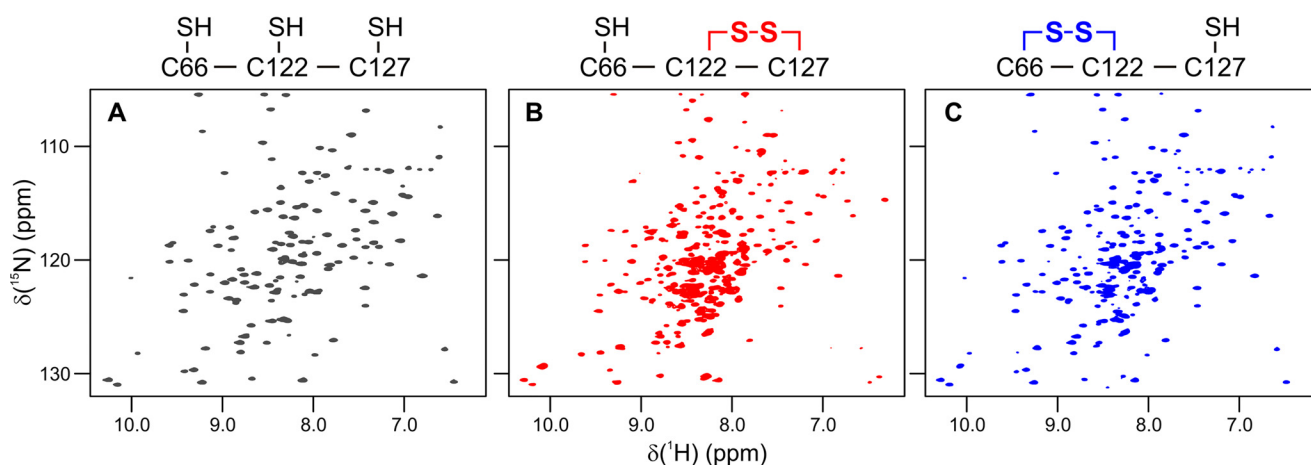 SH SH SH
C66 — C122 — C127
SH S-S
C66 — C122 — C127
S-S SH
C66 — C122 — C127
A
B
C
δ(¹⁵N) (ppm)
110
120
130
10.0 9.0 8.0 7.0
10.0 9.0 8.0 7.0
10.0 9.0 8.0 7.0
δ(¹H) (ppm)